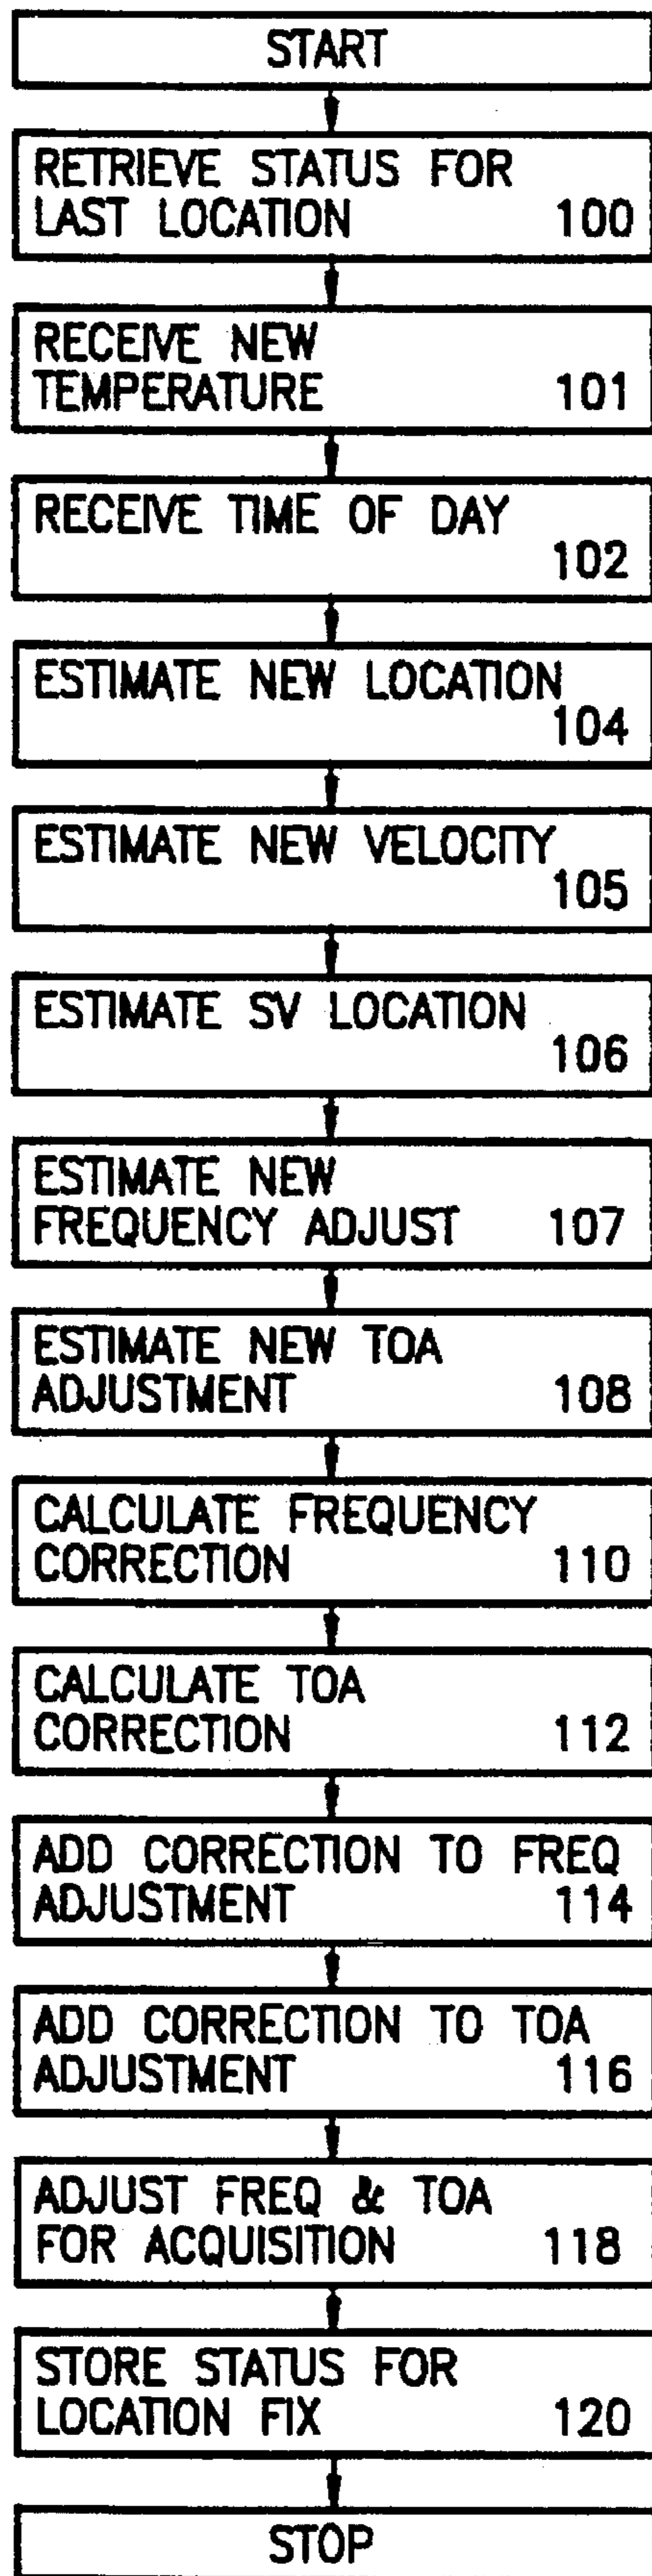 START
RETRIEVE STATUS FOR
LAST LOCATION 100
RECEIVE NEW
TEMPERATURE 101
RECEIVE TIME OF DAY
102
ESTIMATE NEW LOCATION
104
ESTIMATE NEW VELOCITY
105
ESTIMATE SV LOCATION
106
ESTIMATE NEW
FREQUENCY ADJUST 107
ESTIMATE NEW TOA
ADJUSTMENT 108
CALCULATE FREQUENCY
CORRECTION 110
CALCULATE TOA
CORRECTION 112
ADD CORRECTION TO FREQ
ADJUSTMENT 114
ADD CORRECTION TO TOA
ADJUSTMENT 116
ADJUST FREQ & TOA
FOR ACQUISITION 118
STORE STATUS FOR
LOCATION FIX 120
STOP